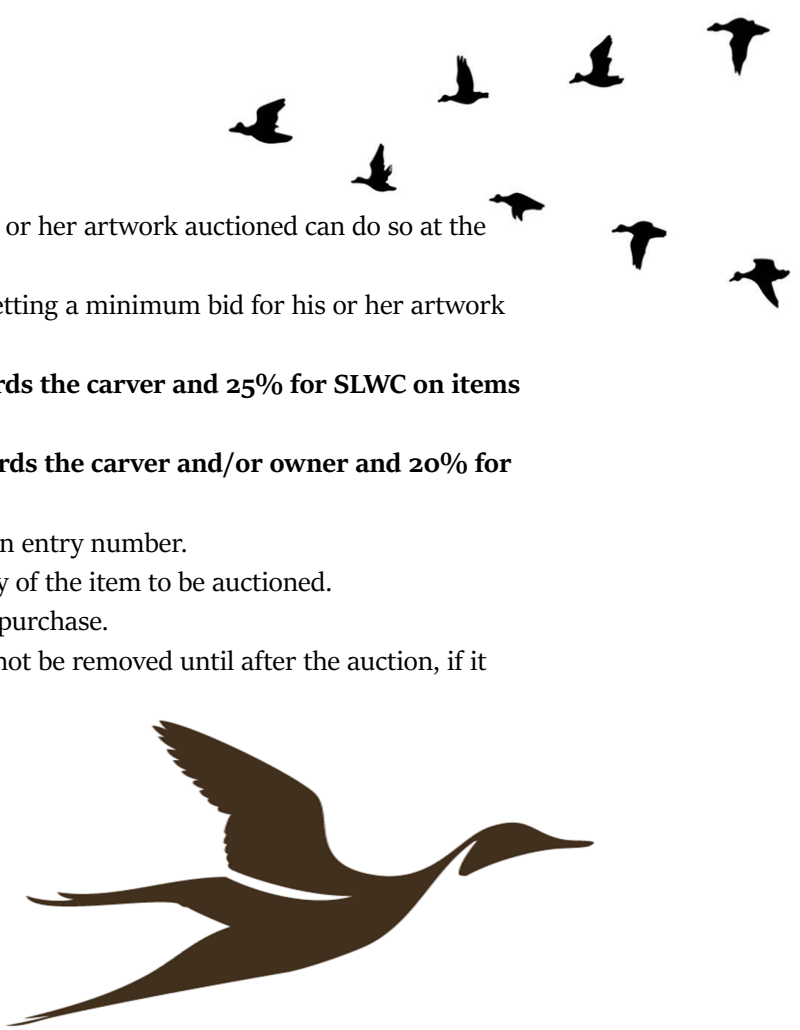 or her artwork auctioned can do so at the
etting a minimum bid for his or her artwork
rds the carver and 25% for SLWC on items
rds the carver and/or owner and 20% for
n entry number.
y of the item to be auctioned.
purchase.
not be removed until after the auction, if it